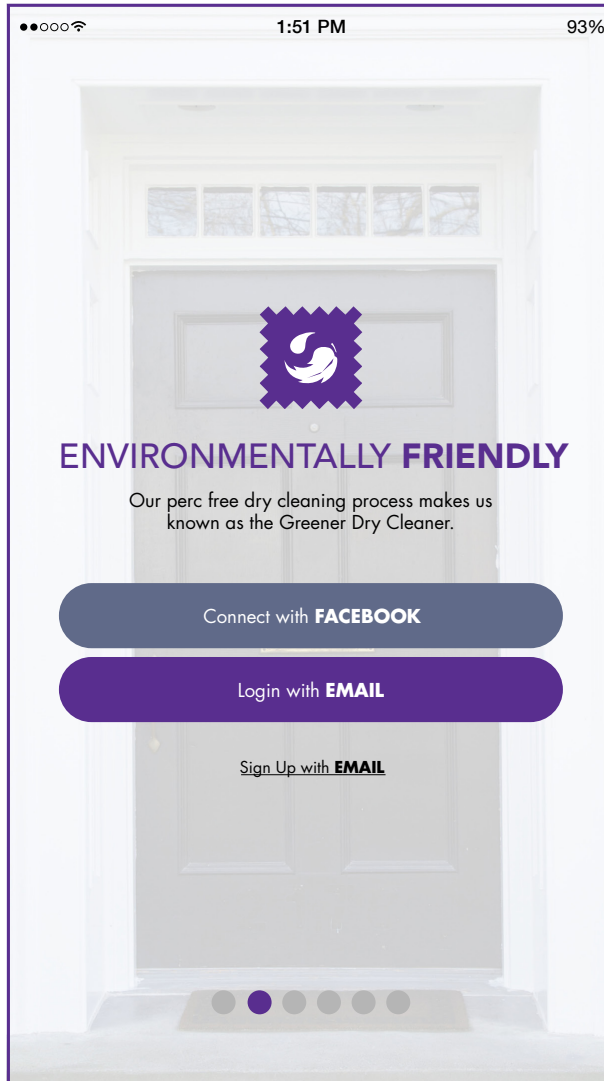 1:51 PM 93%
ENVIRONMENTALLY FRIENDLY
Our perc free dry cleaning process makes us
known as the Greener Dry Cleaner.
Connect with FACEBOOK
Login with EMAIL
Sign Up with EMAIL